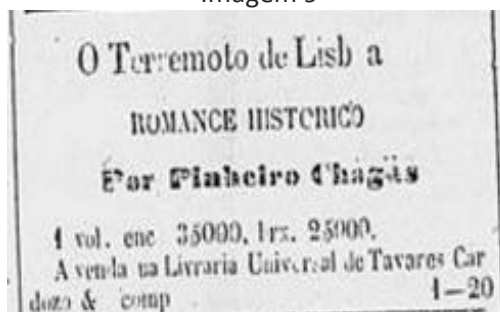 O Terremoto de Lisb a
ROMANCE HISTORICO
Por Pinheiro Chagas
1 vol. enc 3$000, brx. 2$000.
A venda na Livraria Universal de Tavares Car
dozo & comp 1—20